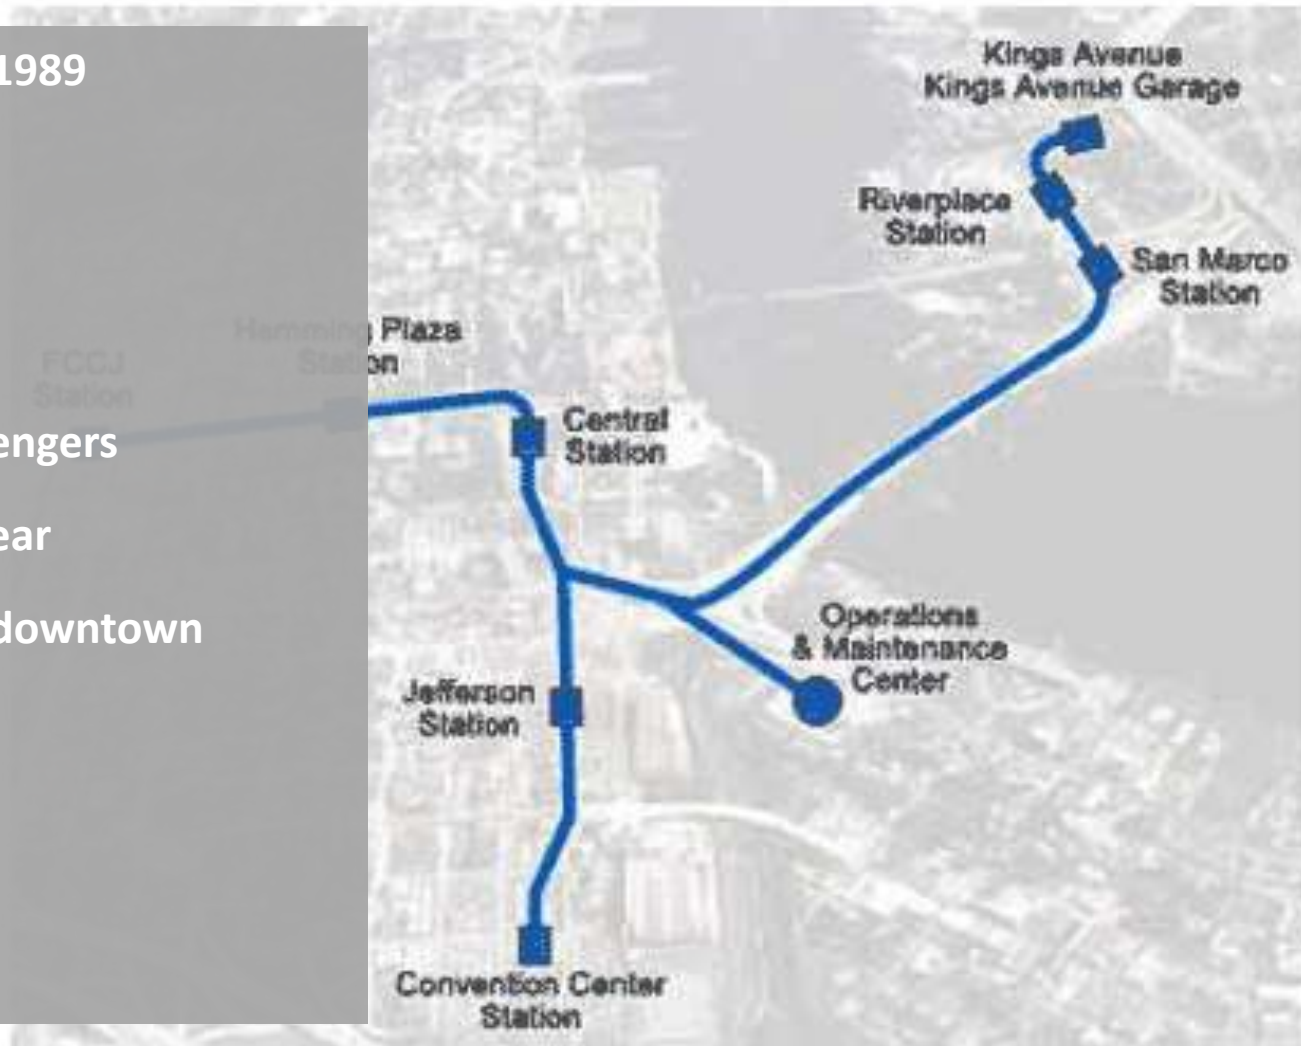 1989
engers
ear
downtown
Kings Avenue
Kings Avenue Garage
Riverplace
Station
San Marco
Station
Hemming Plaza
Station
FCCJ
Station
Central
Station
Operations
& Maintenance
Center
Jefferson
Station
Convention Center
Station